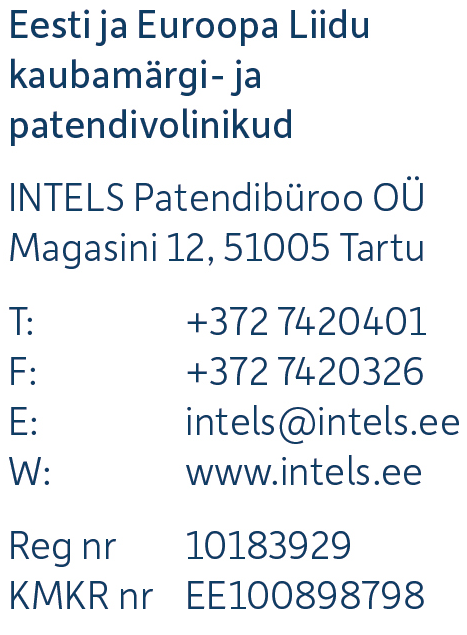 Eesti ja Euroopa Liidu
kaubamärgi- ja
patendivolinikud
INTELS Patendibüroo OÜ
Magasini 12, 51005 Tartu
T: +372 7420401
F: +372 7420326
E: intels@intels.ee
W: www.intels.ee
Reg nr 10183929
KMKR nr EE100898798